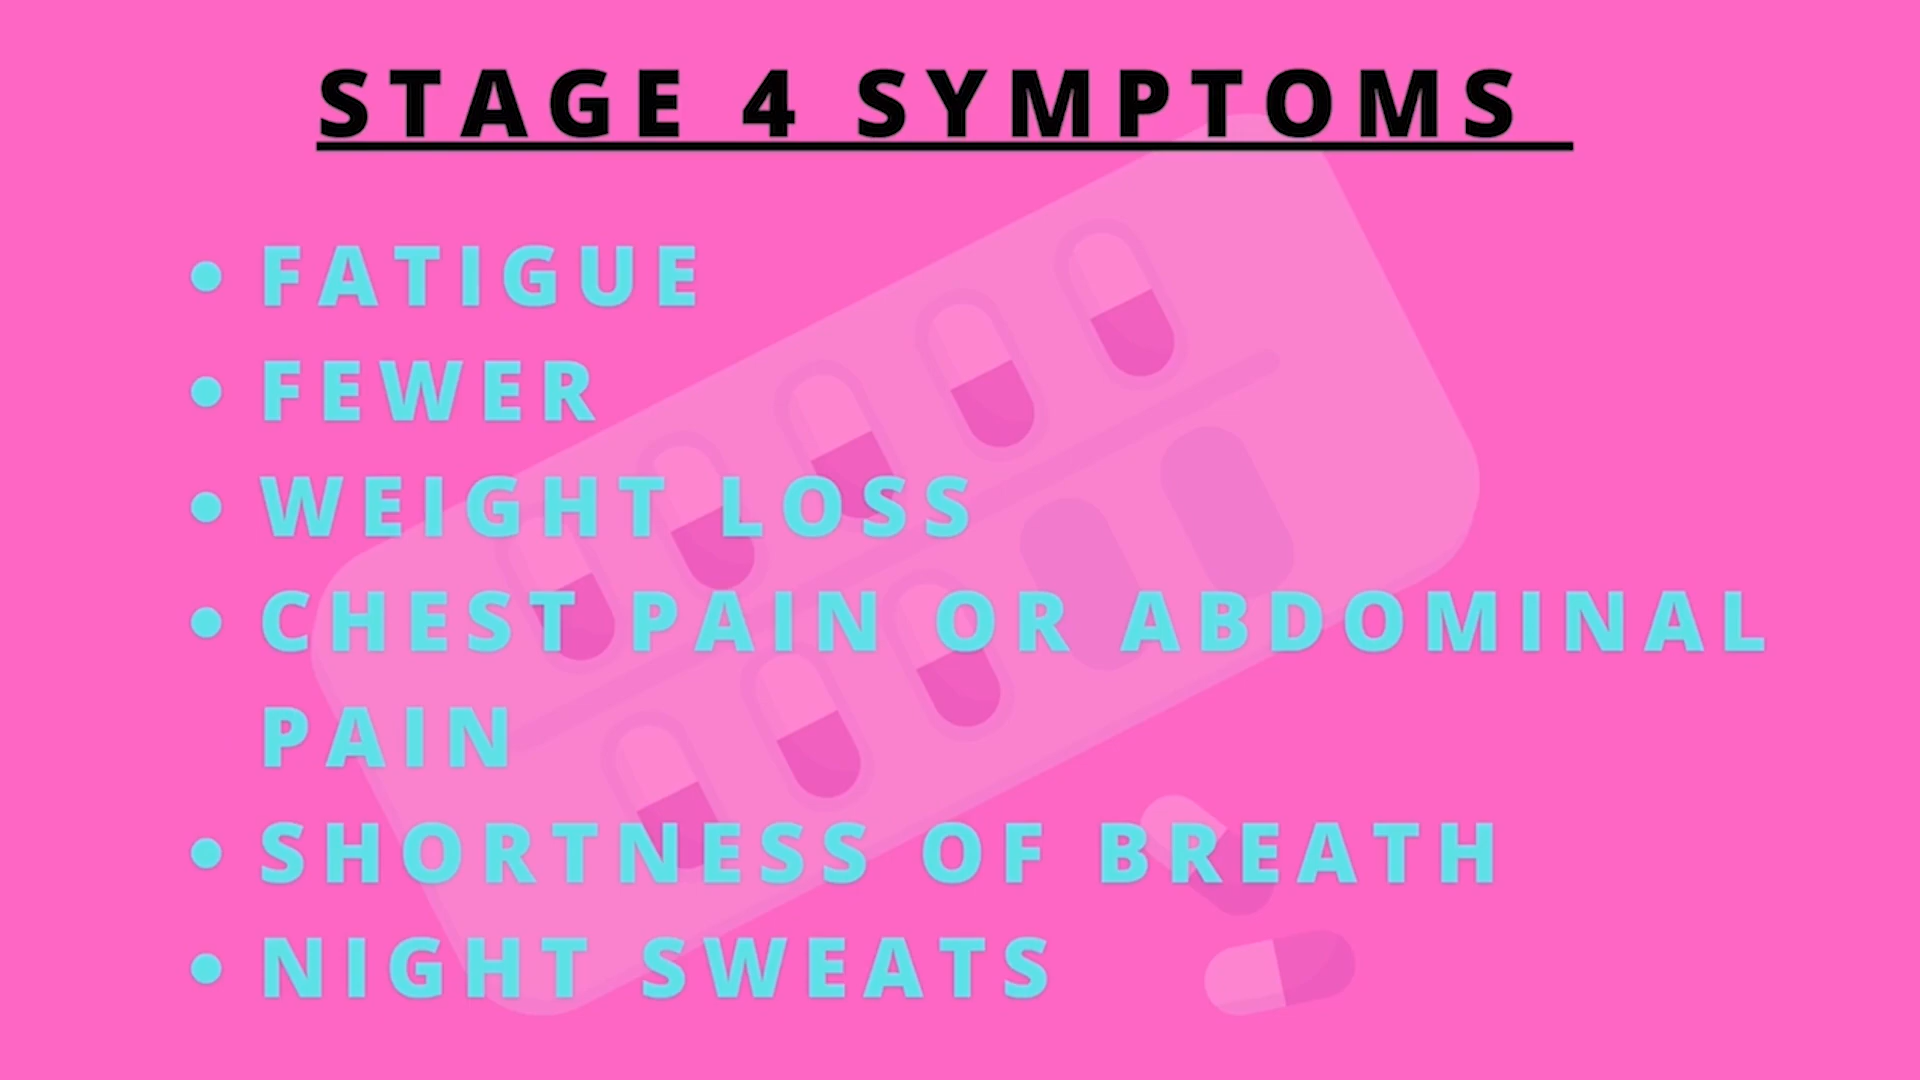 STAGE 4 SYMPTOMS
• FATIGUE
• FEWER
• WEIGHT LOSS
• CHEST PAIN OR ABDOMINAL
PAIN
• SHORTNESS OF BREATH
• NIGHT SWEATS